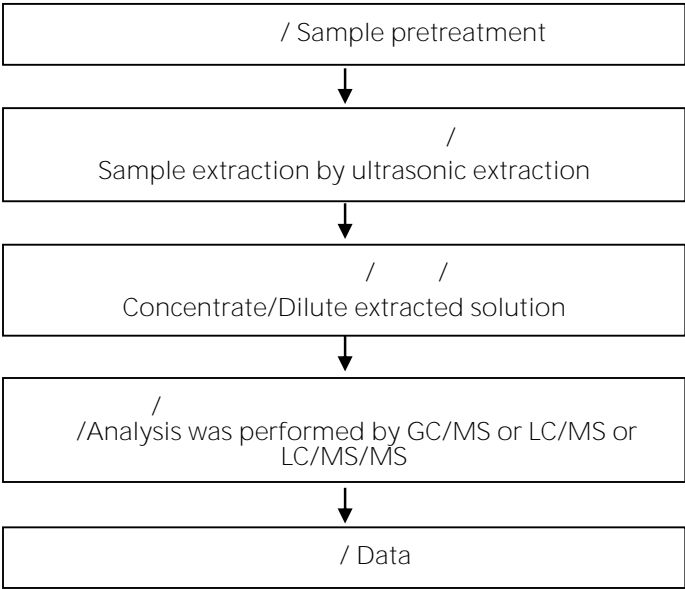 / Sample pretreatment
/
Sample extraction by ultrasonic extraction
/ /
Concentrate/Dilute extracted solution
/
/Analysis was performed by GC/MS or LC/MS or
LC/MS/MS
/ Data